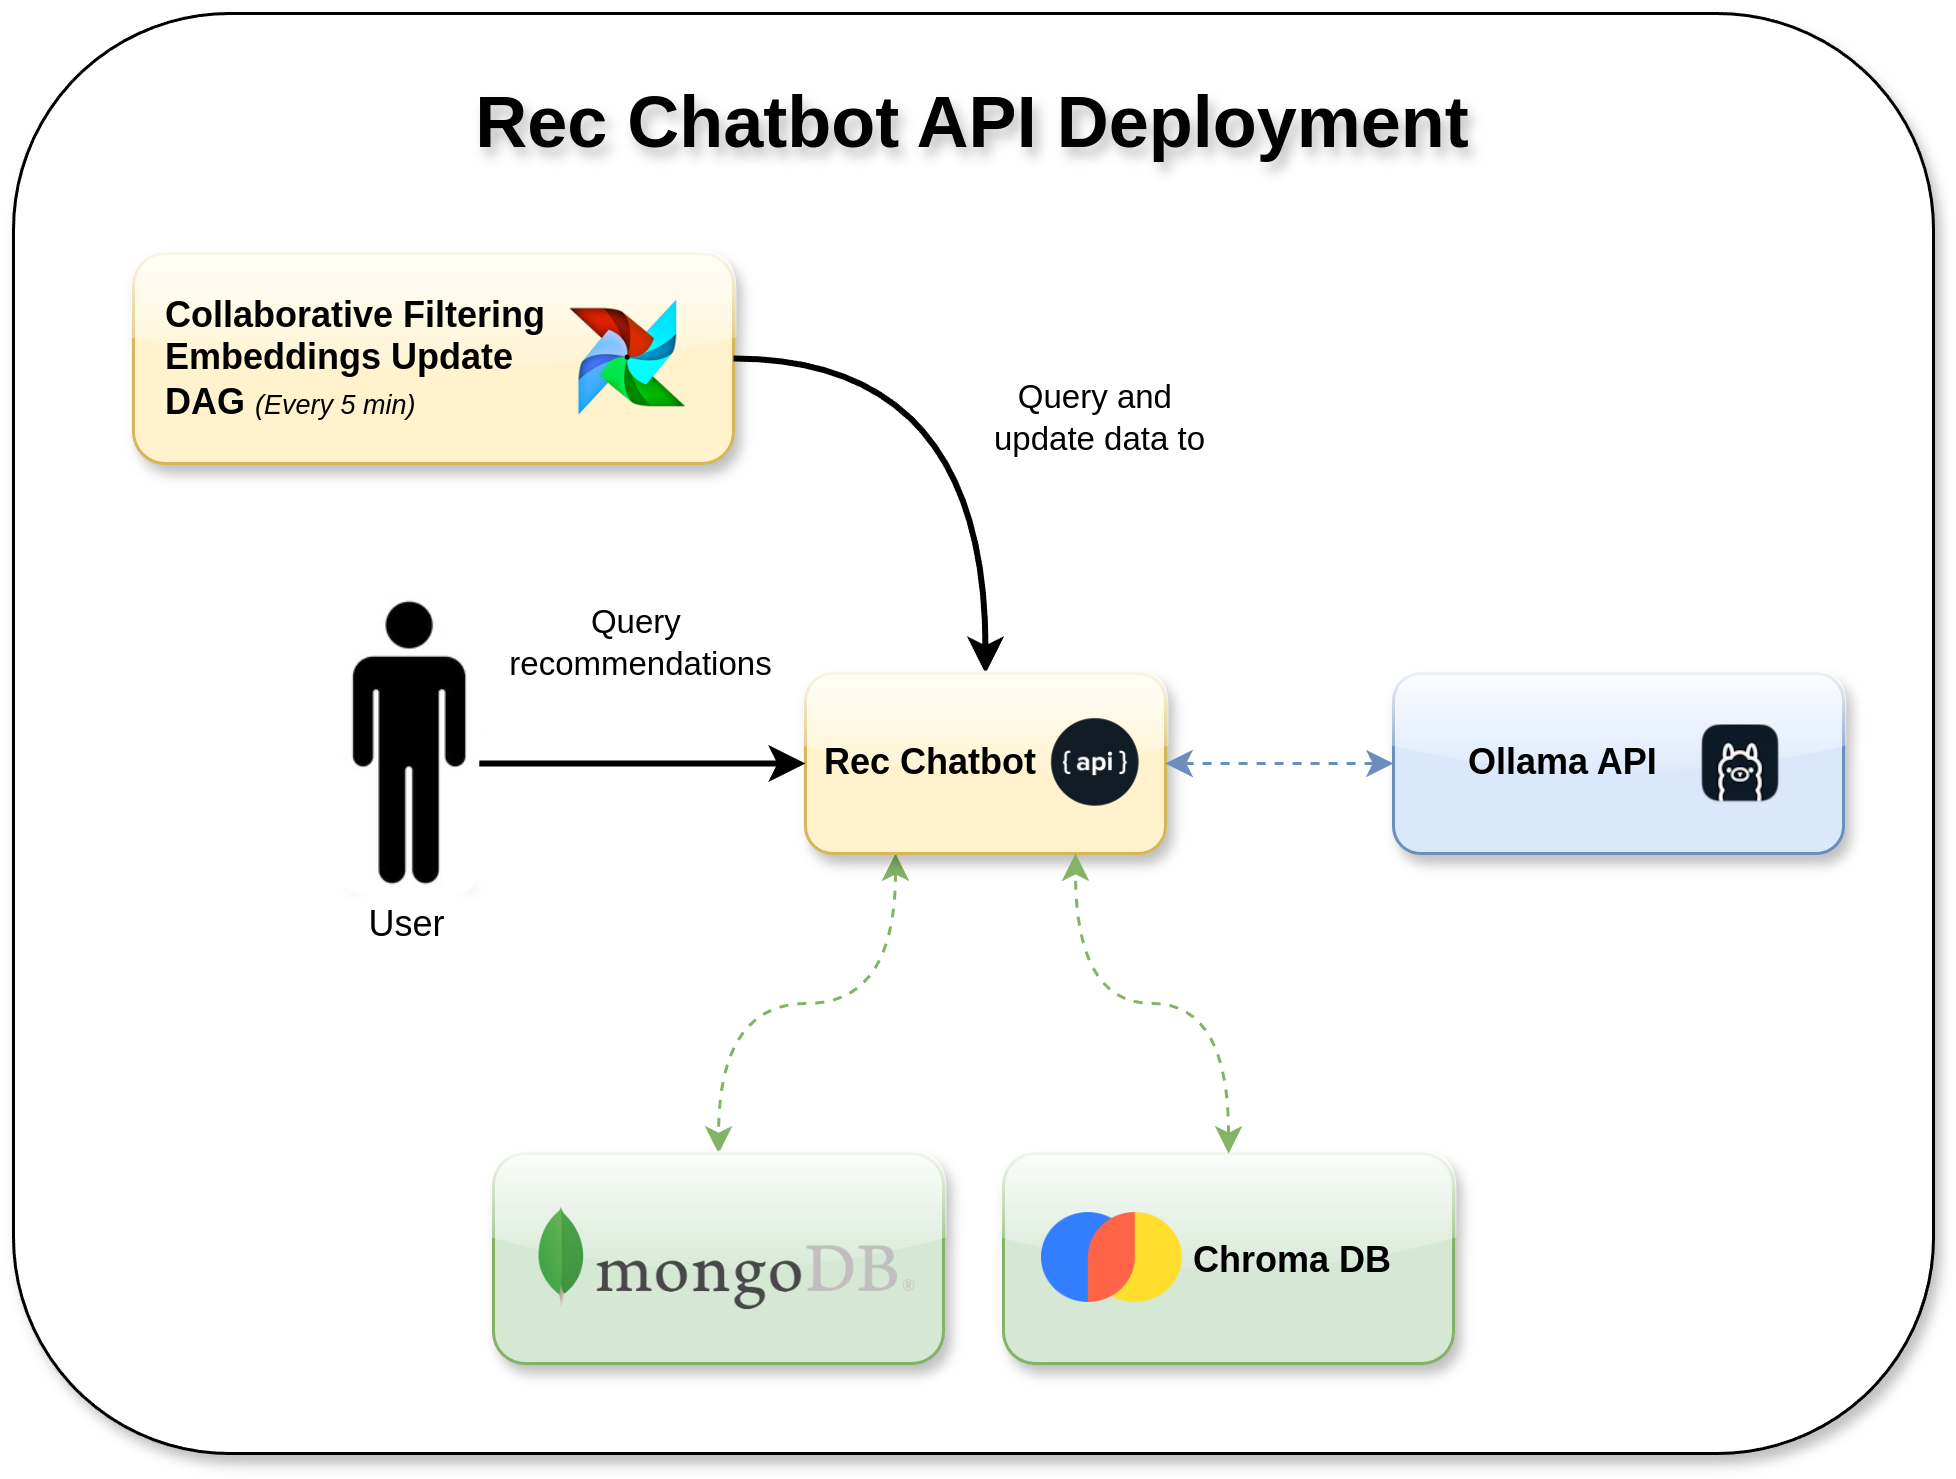 Rec Chatbot API Deployment
Collaborative Filtering
Embeddings Update
DAG (Every 5 min)
Query and
update data to
Query
recommendations
Rec Chatbot
{api}
Ollama API
User
mongoDB®
Chroma DB